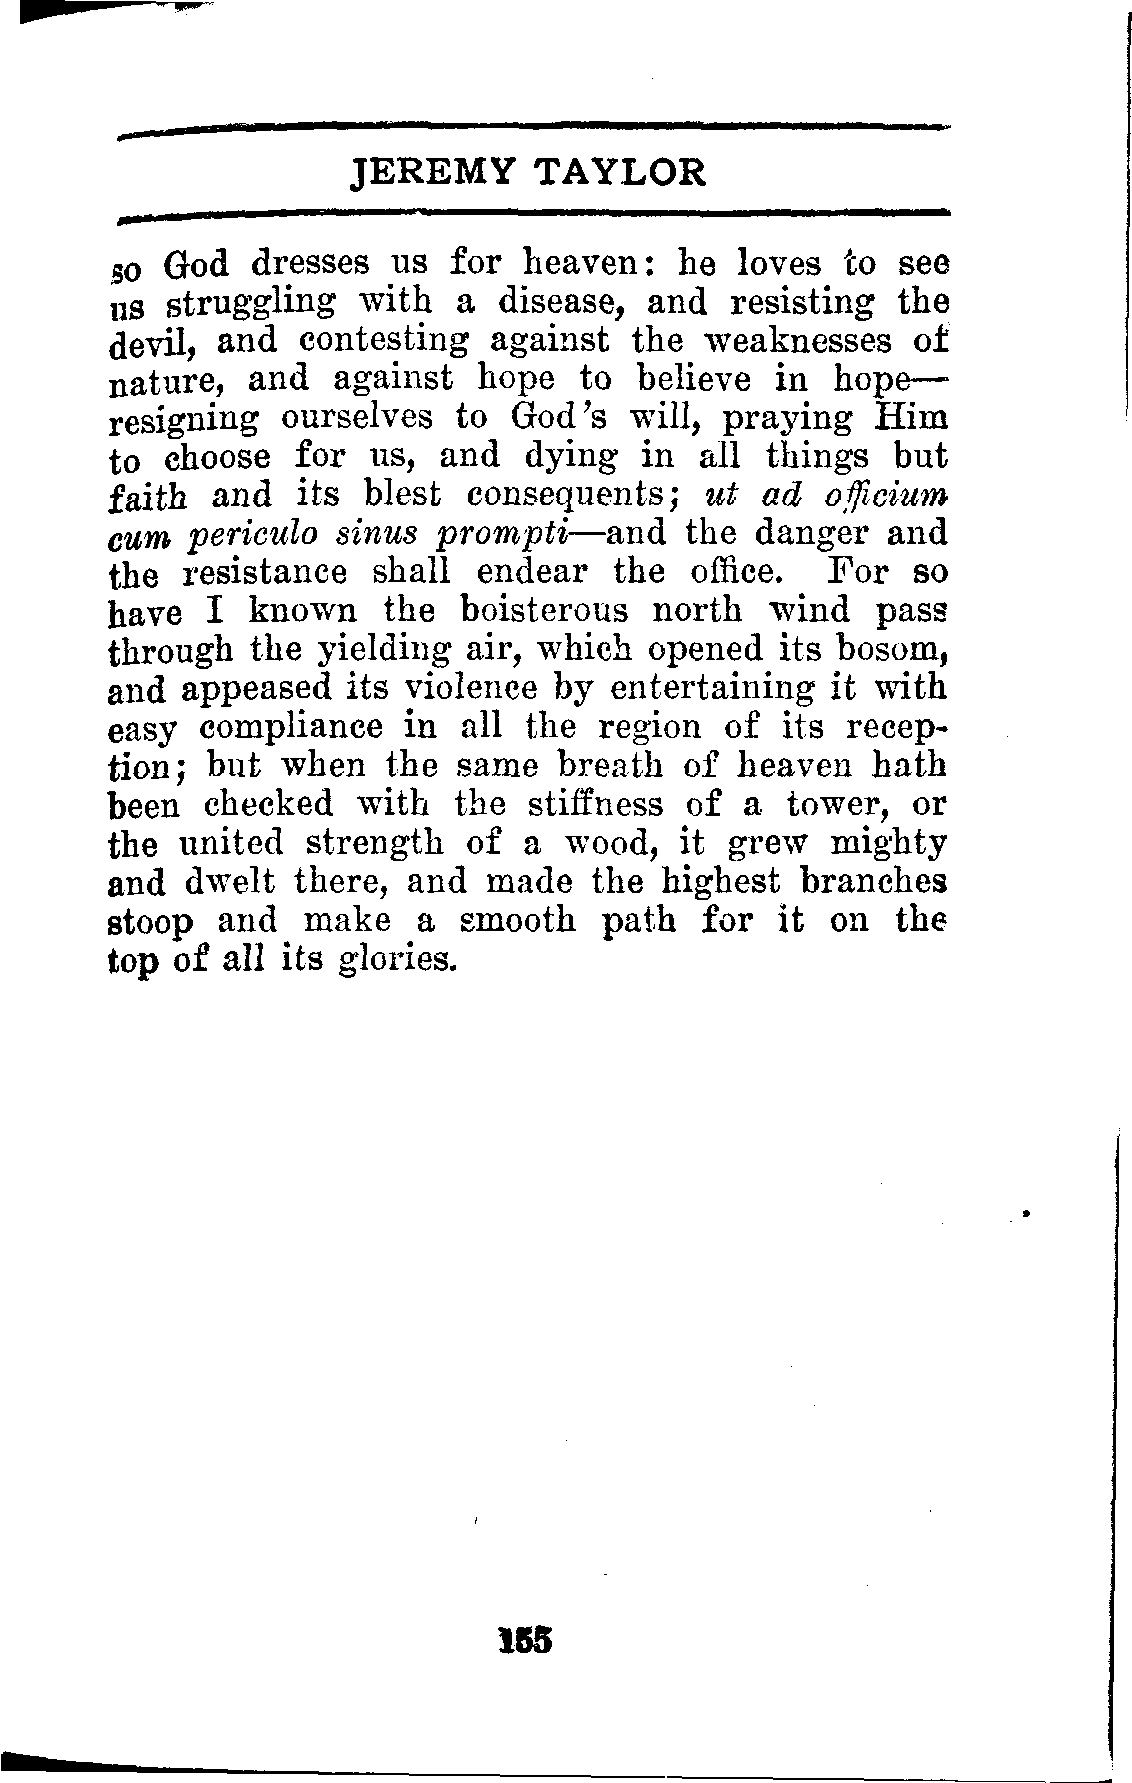 JEREMY TAYLOR
so God dresses us for heaven: he loves to see
us struggling with a disease, and resisting the
devil, and contesting against the weaknesses of
nature, and against hope to believe in hope—
resigning ourselves to God's will, praying Him
to choose for us, and dying in all things but
faith and its blest consequents; ut ad officium
cum periculo sinus prompti—and the danger and
the resistance shall endear the office. For so
have I known the boisterous north wind pass
through the yielding air, which opened its bosom,
and appeased its violence by entertaining it with
easy compliance in all the region of its recep-
tion; but when the same breath of heaven hath
been checked with the stiffness of a tower, or
the united strength of a wood, it grew mighty
and dwelt there, and made the highest branches
stoop and make a smooth path for it on the
top of all its glories.
155